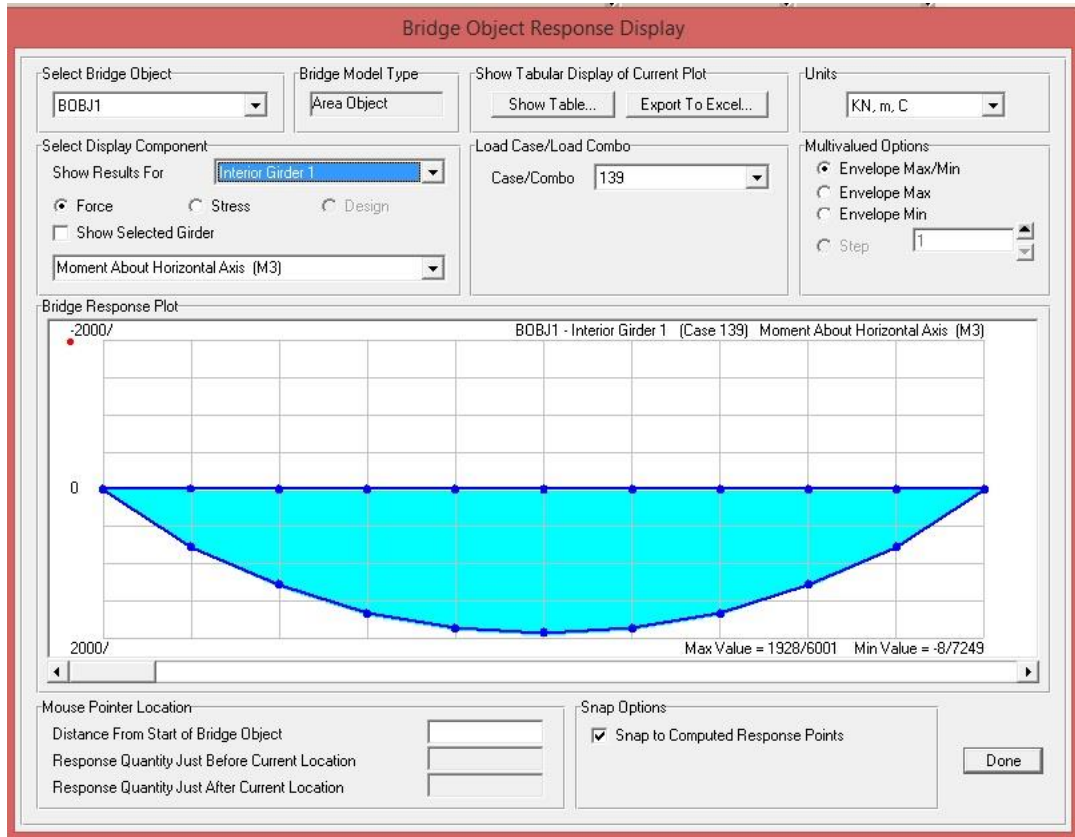 Bridge Object Response Display
Select Bridge Object
BOBJ1
Bridge Model Type
Area Object
Show Tabular Display of Current Plot
Show Table...
Export To Excel...
Units
KN, m, C
Select Display Component
Show Results For
Interior Girder 1
Force
Stress
Design
Show Selected Girder
Moment About Horizontal Axis (M3)
Load Case/Load Combo
Case/Combo
139
Multivalued Options
Envelope Max/Min
Envelope Max
Envelope Min
Step
1
Bridge Response Plot
-2000/
BOBJ1 - Interior Girder 1 (Case 139) Moment About Horizontal Axis (M3)
0
2000/
Max Value = 1928/6001 Min Value = -8/7249
Mouse Pointer Location
Distance From Start of Bridge Object
Response Quantity Just Before Current Location
Response Quantity Just After Current Location
Snap Options
Snap to Computed Response Points
Done